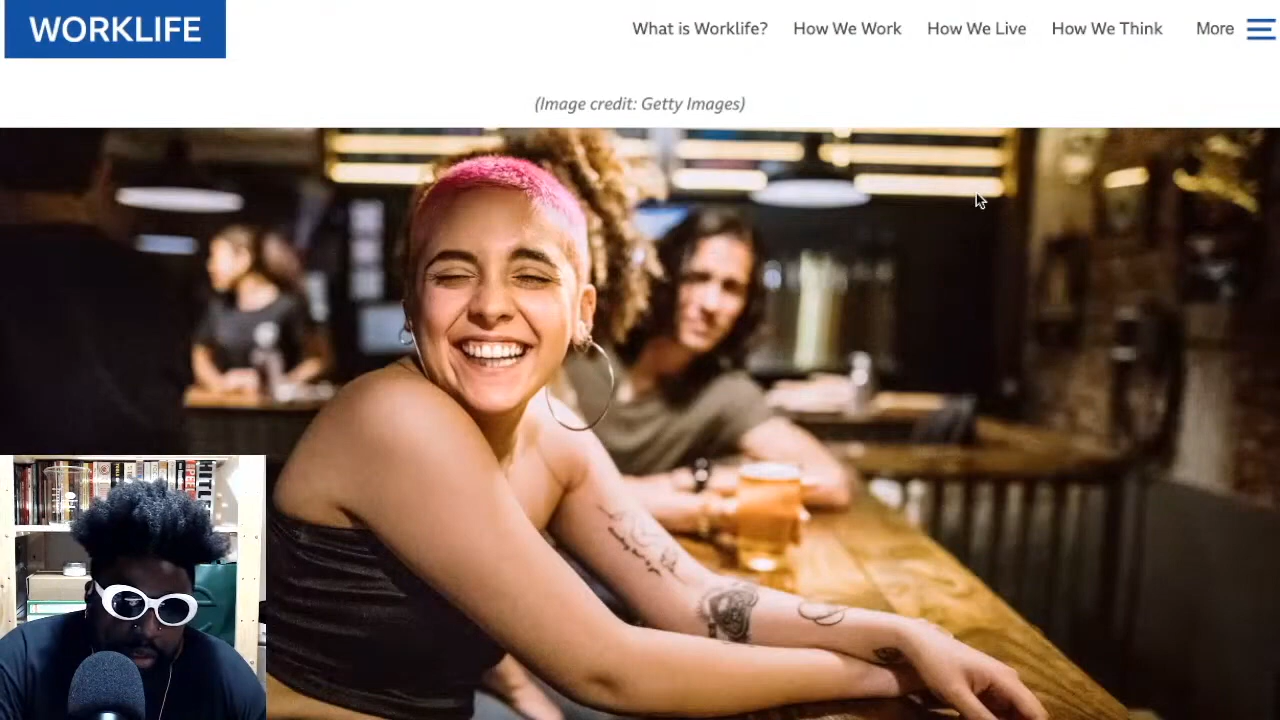 WORKLIFE
What is Worklife? How We Work How We Live How We Think More
(Image credit: Getty Images)